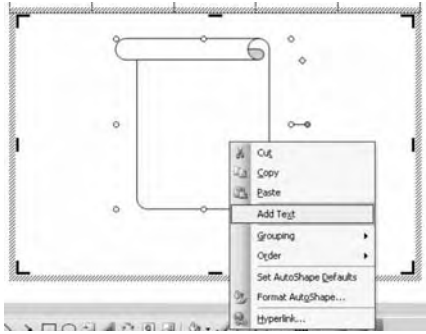 Cut
Copy
Paste
Add Text
Grouping
Order
Set AutoShape Defaults
Format AutoShape...
Hyperlink...